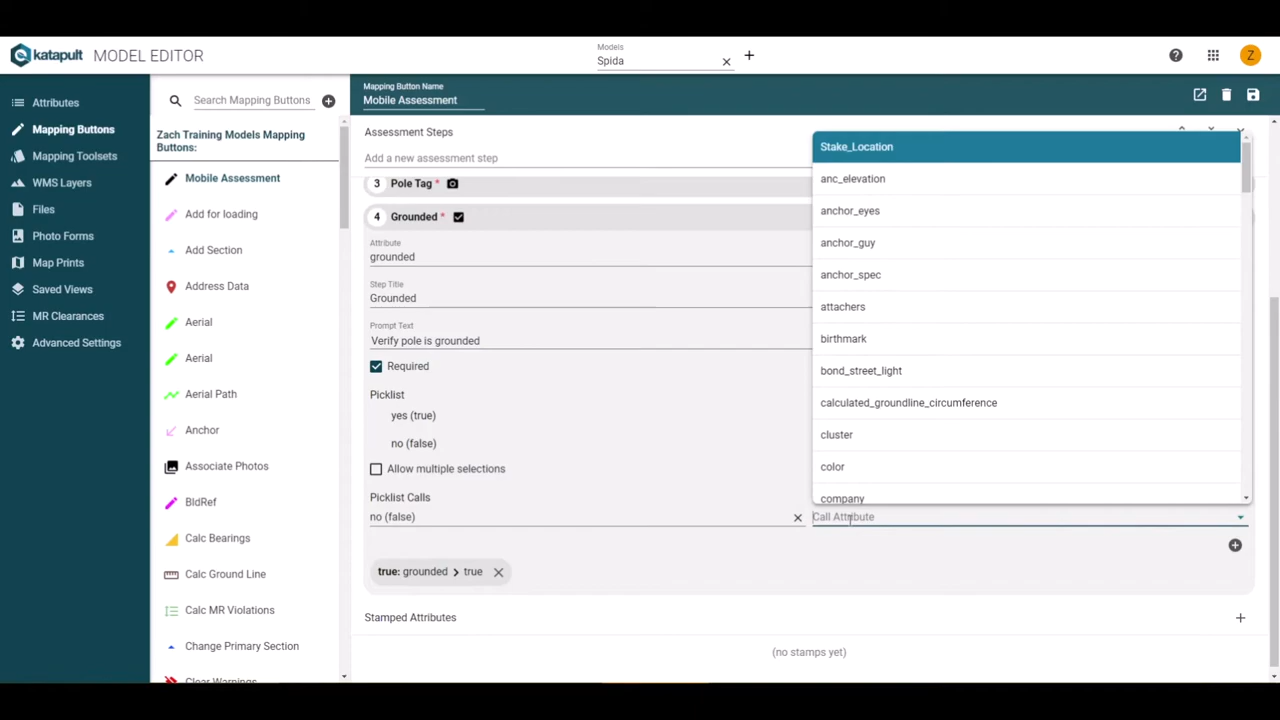 katapult MODEL EDITOR
Models
Spida
Z
Attributes
Mapping Buttons
Mapping Toolsets
WMS Layers
Files
Photo Forms
Map Prints
Saved Views
MR Clearances
Advanced Settings
Search Mapping Buttons
Zach Training Models Mapping
Buttons:
Mobile Assessment
Add for loading
Add Section
Address Data
Aerial
Aerial
Aerial Path
Anchor
Associate Photos
BldRef
Calc Bearings
Calc Ground Line
Calc MR Violations
Change Primary Section
Clear Warnings
Mapping Button Name
Mobile Assessment
Assessment Steps
Add a new assessment step
3 Pole Tag *
4 Grounded *
Attribute
grounded
Step Title
Grounded
Prompt Text
Verify pole is grounded
Required
Picklist
yes (true)
no (false)
Allow multiple selections
Picklist Calls
no (false)
Call Attribute
true: grounded > true
Stamped Attributes
(no stamps yet)
Stake_Location
anc_elevation
anchor_eyes
anchor_guy
anchor_spec
attachers
birthmark
bond_street_light
calculated_groundline_circumference
cluster
color
company